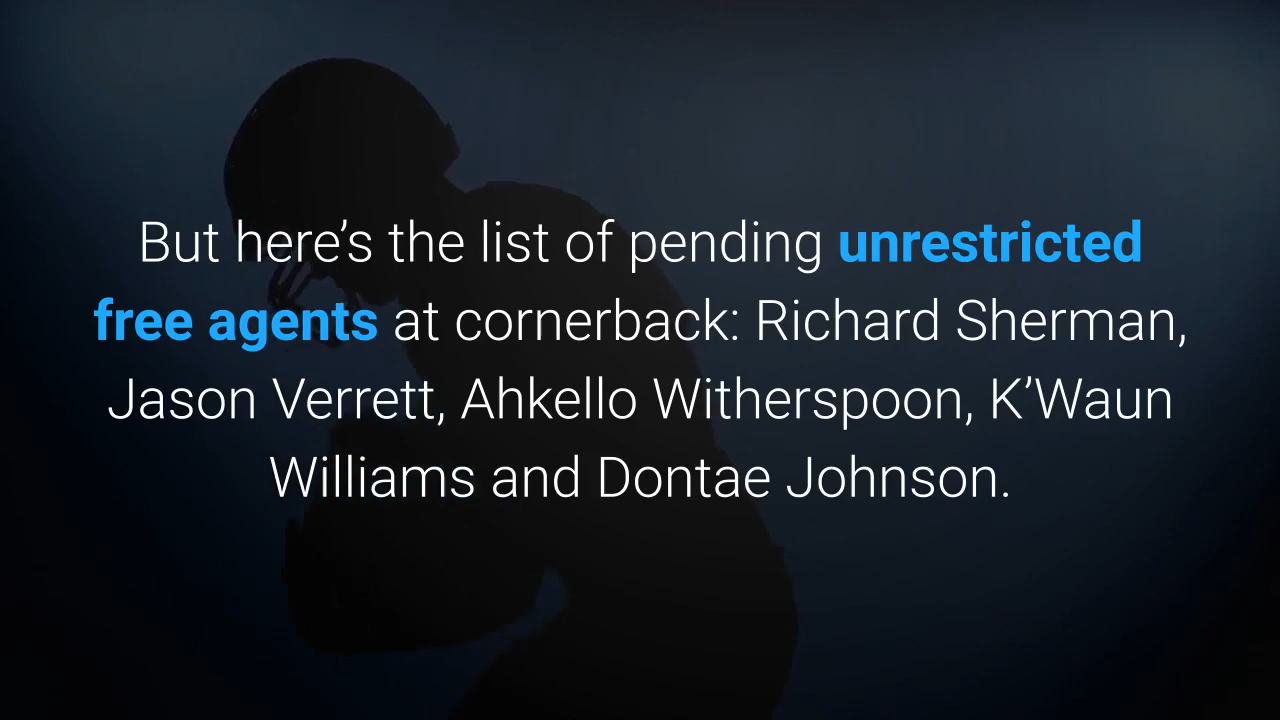 But here’s the list of pending unrestricted
free agents at cornerback: Richard Sherman,
Jason Verrett, Ahkello Witherspoon, K’Waun
Williams and Dontae Johnson.